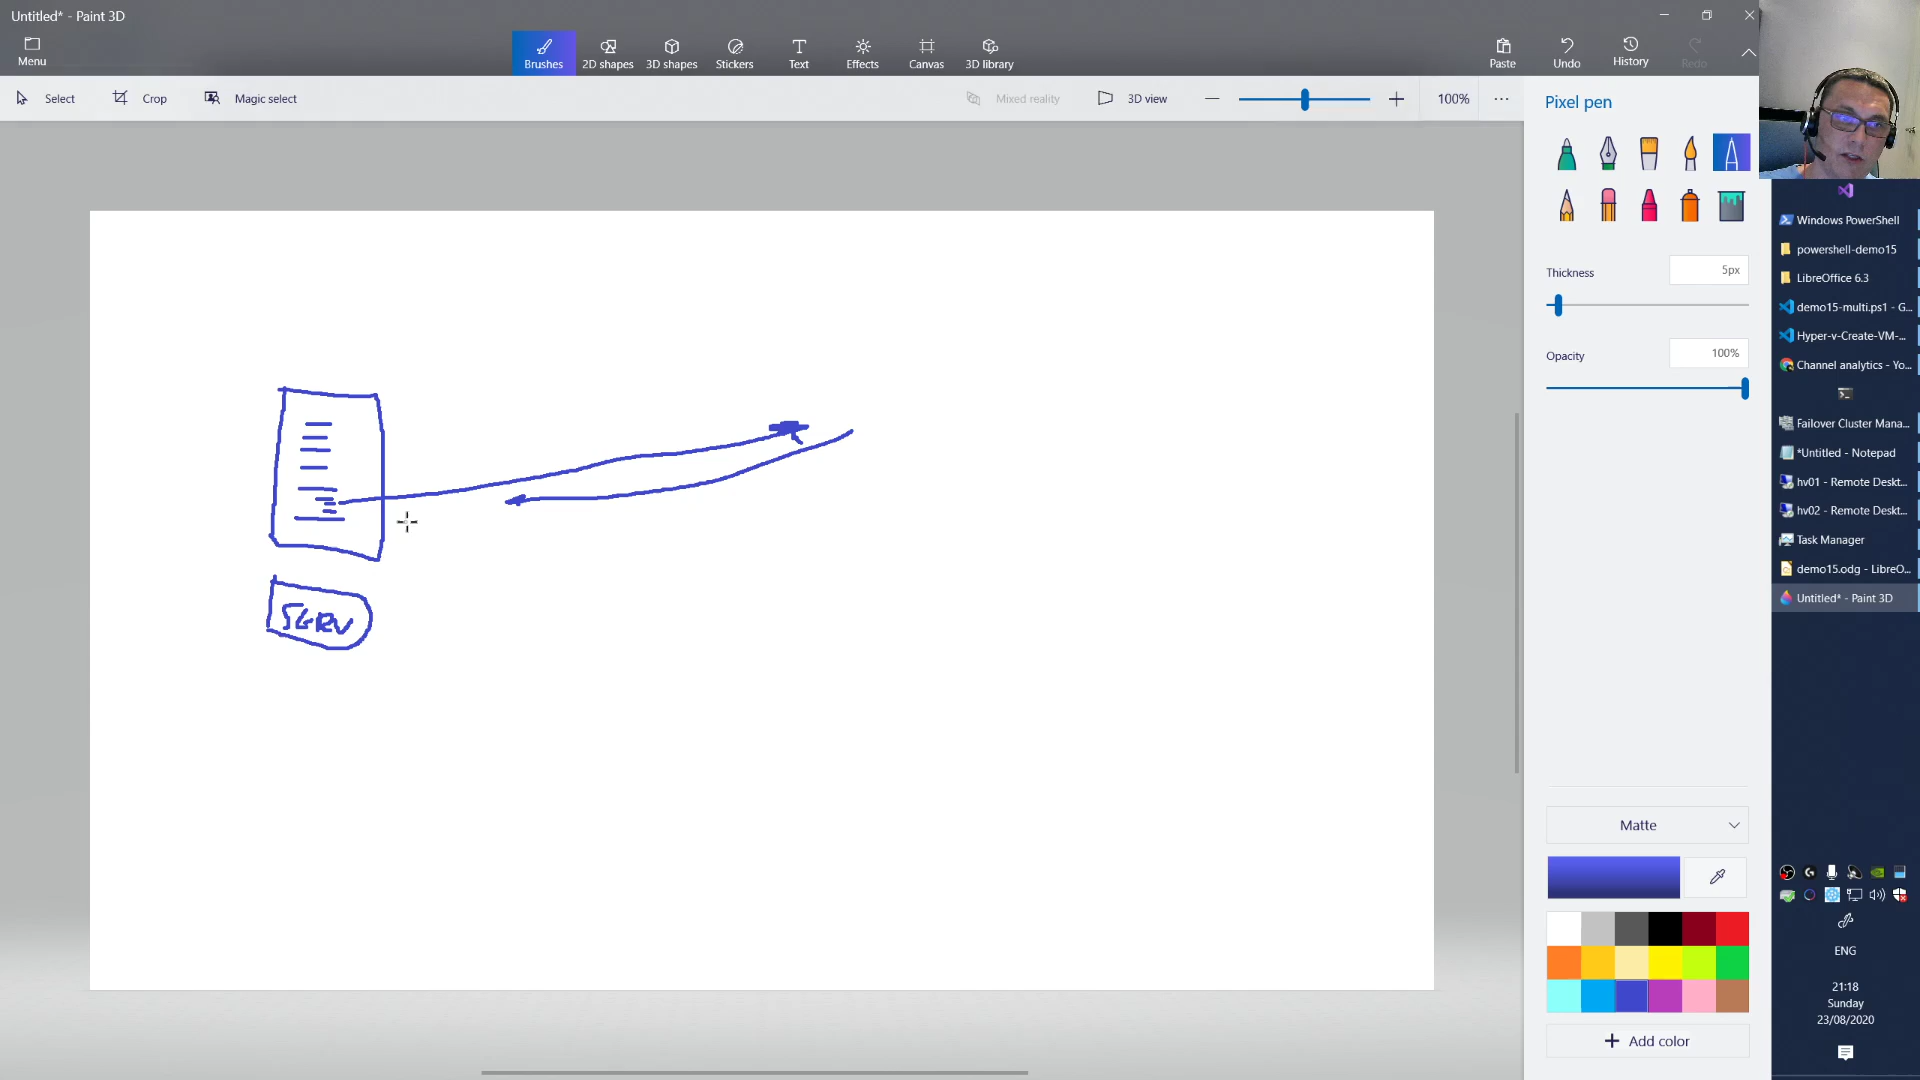 Untitled* - Paint 3D
Menu
Brushes
2D shapes
3D shapes
Stickers
Text
Effects
Canvas
3D library
Paste
Undo
History
Redo
Select
Crop
Magic select
Mixed reality
3D view
100%
Pixel pen
Thickness
5px
Opacity
100%
SERV
Matte
Add color
Windows PowerShell
powershell-demo15
LibreOffice 6.3
demo15-multi.ps1 - G...
Hyper-v-Create-VM-...
Channel analytics - Yo...
Failover Cluster Mana...
*Untitled - Notepad
hv01 - Remote Deskt...
hv02 - Remote Deskt...
Task Manager
demo15.odg - LibreO...
Untitled* - Paint 3D
ENG
21:18
Sunday
23/08/2020